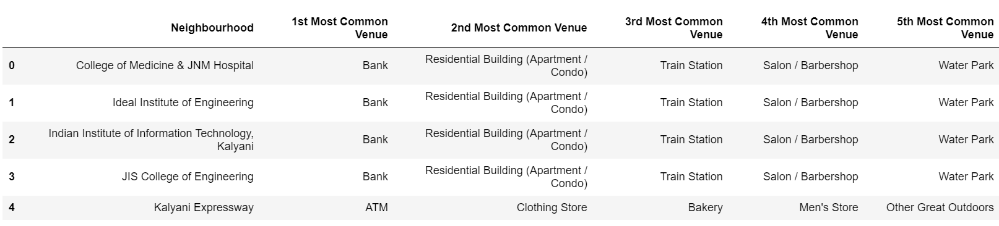 Neighbourhood 1st Most Common Venue 2nd Most Common Venue 3rd Most Common Venue 4th Most Common Venue 5th Most Common Venue
0 College of Medicine & JNM Hospital Bank Residential Building (Apartment / Condo) Train Station Salon / Barbershop Water Park
1 Ideal Institute of Engineering Bank Residential Building (Apartment / Condo) Train Station Salon / Barbershop Water Park
2 Indian Institute of Information Technology, Kalyani Bank Residential Building (Apartment / Condo) Train Station Salon / Barbershop Water Park
3 JIS College of Engineering Bank Residential Building (Apartment / Condo) Train Station Salon / Barbershop Water Park
4 Kalyani Expressway ATM Clothing Store Bakery Men's Store Other Great Outdoors